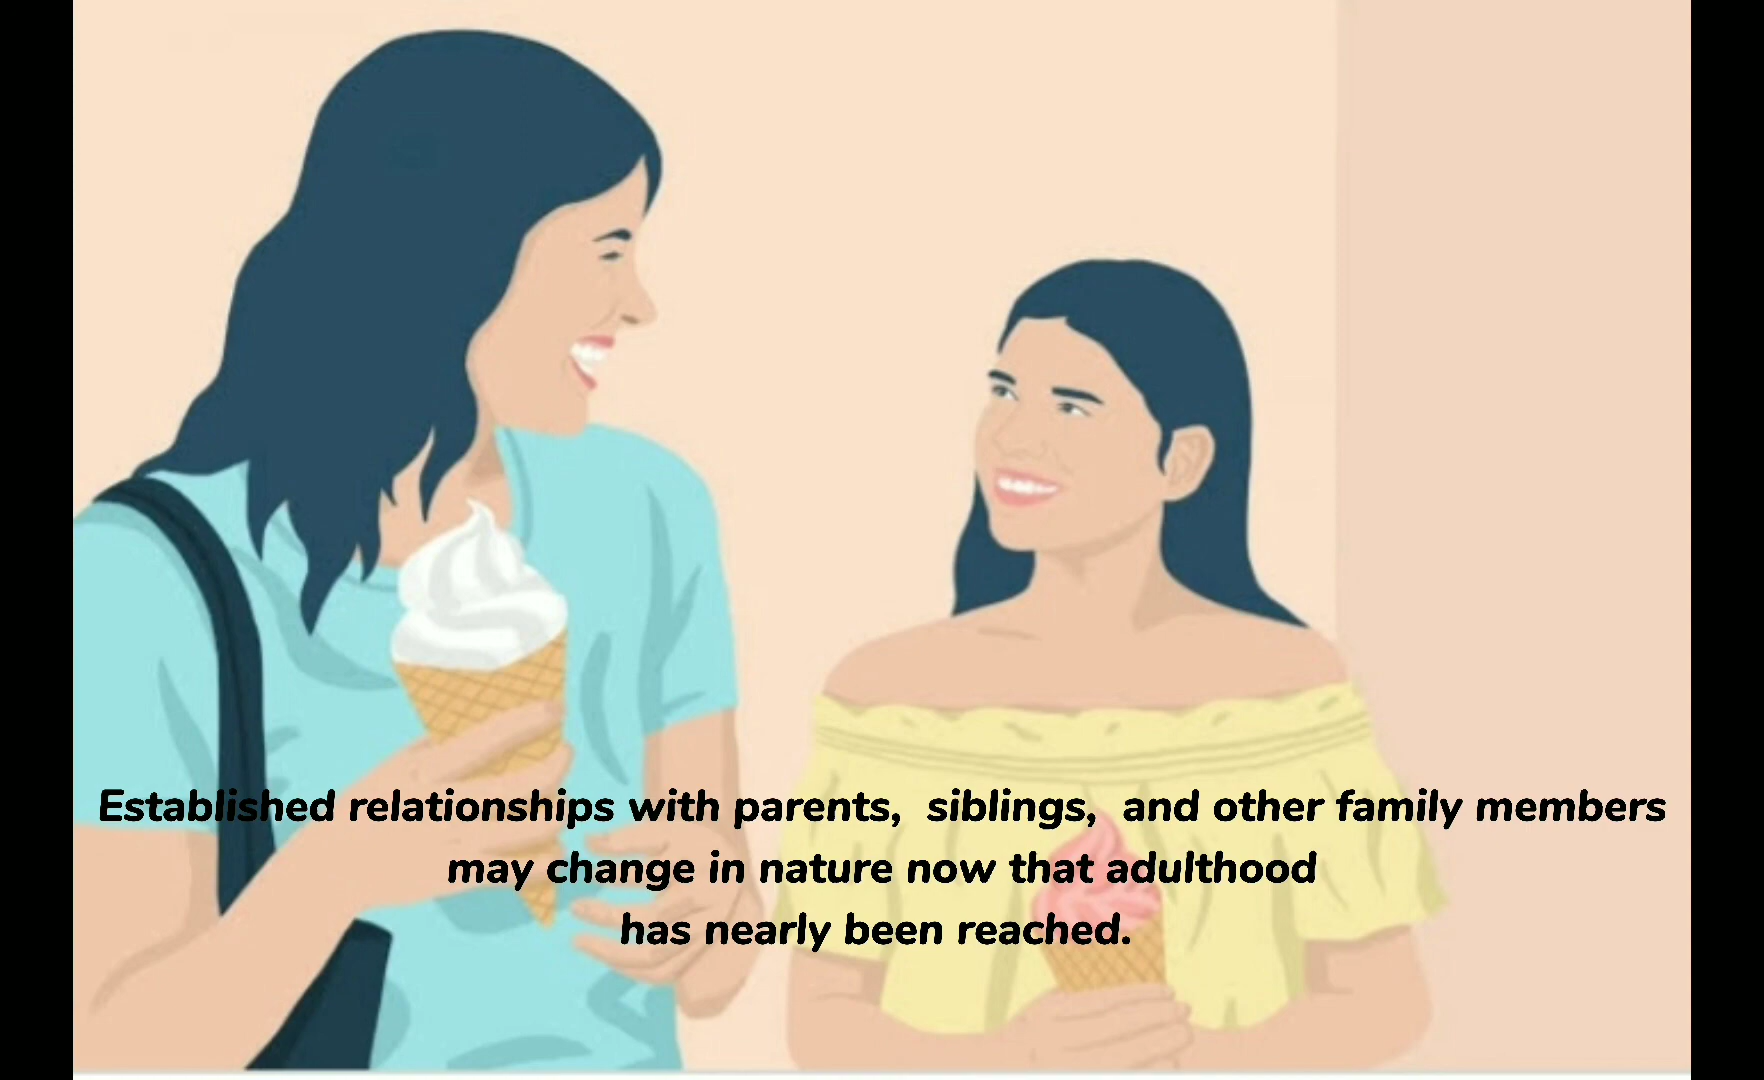 Established relationships with parents,  siblings,  and other family members
may change in nature now that adulthood
has nearly been reached.